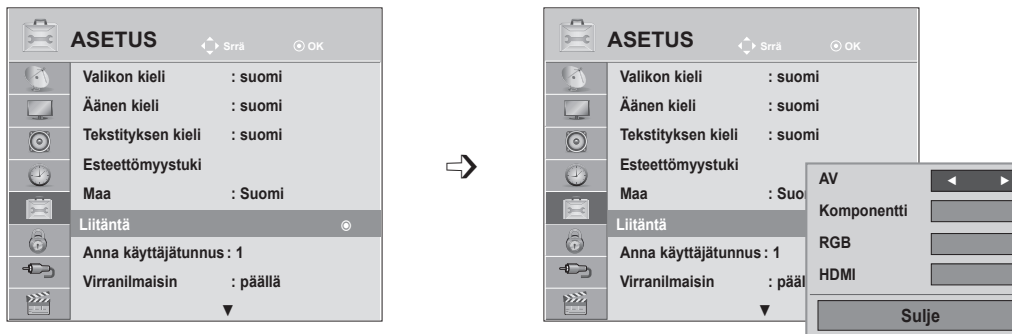 ASETUS Srrä OK
Valikon kieli : suomi
Äänen kieli : suomi
Tekstityksen kieli : suomi
Esteettömyystuki
Maa : Suomi
Liitäntä
Anna käyttäjätunnus : 1
Virranilmaisin : päällä
ASETUS Srrä OK
Valikon kieli : suomi
Äänen kieli : suomi
Tekstityksen kieli : suomi
Esteettömyystuki
Maa : Suo
Liitäntä
Anna käyttäjätunnus : 1
Virranilmaisin : pääl
AV
Komponentti
RGB
HDMI
Sulje